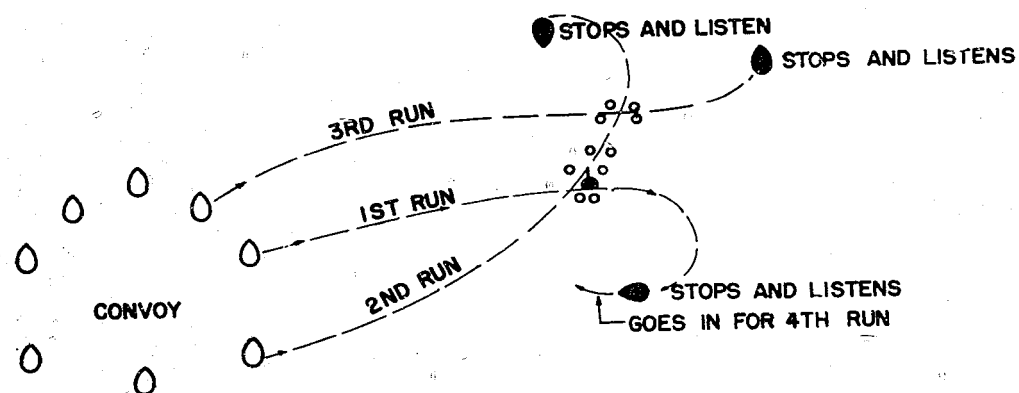 STOPS AND LISTEN
STOPS AND LISTENS
3RD RUN
1ST RUN
2ND RUN
CONVOY
STOPS AND LISTENS
GOES IN FOR 4TH RUN